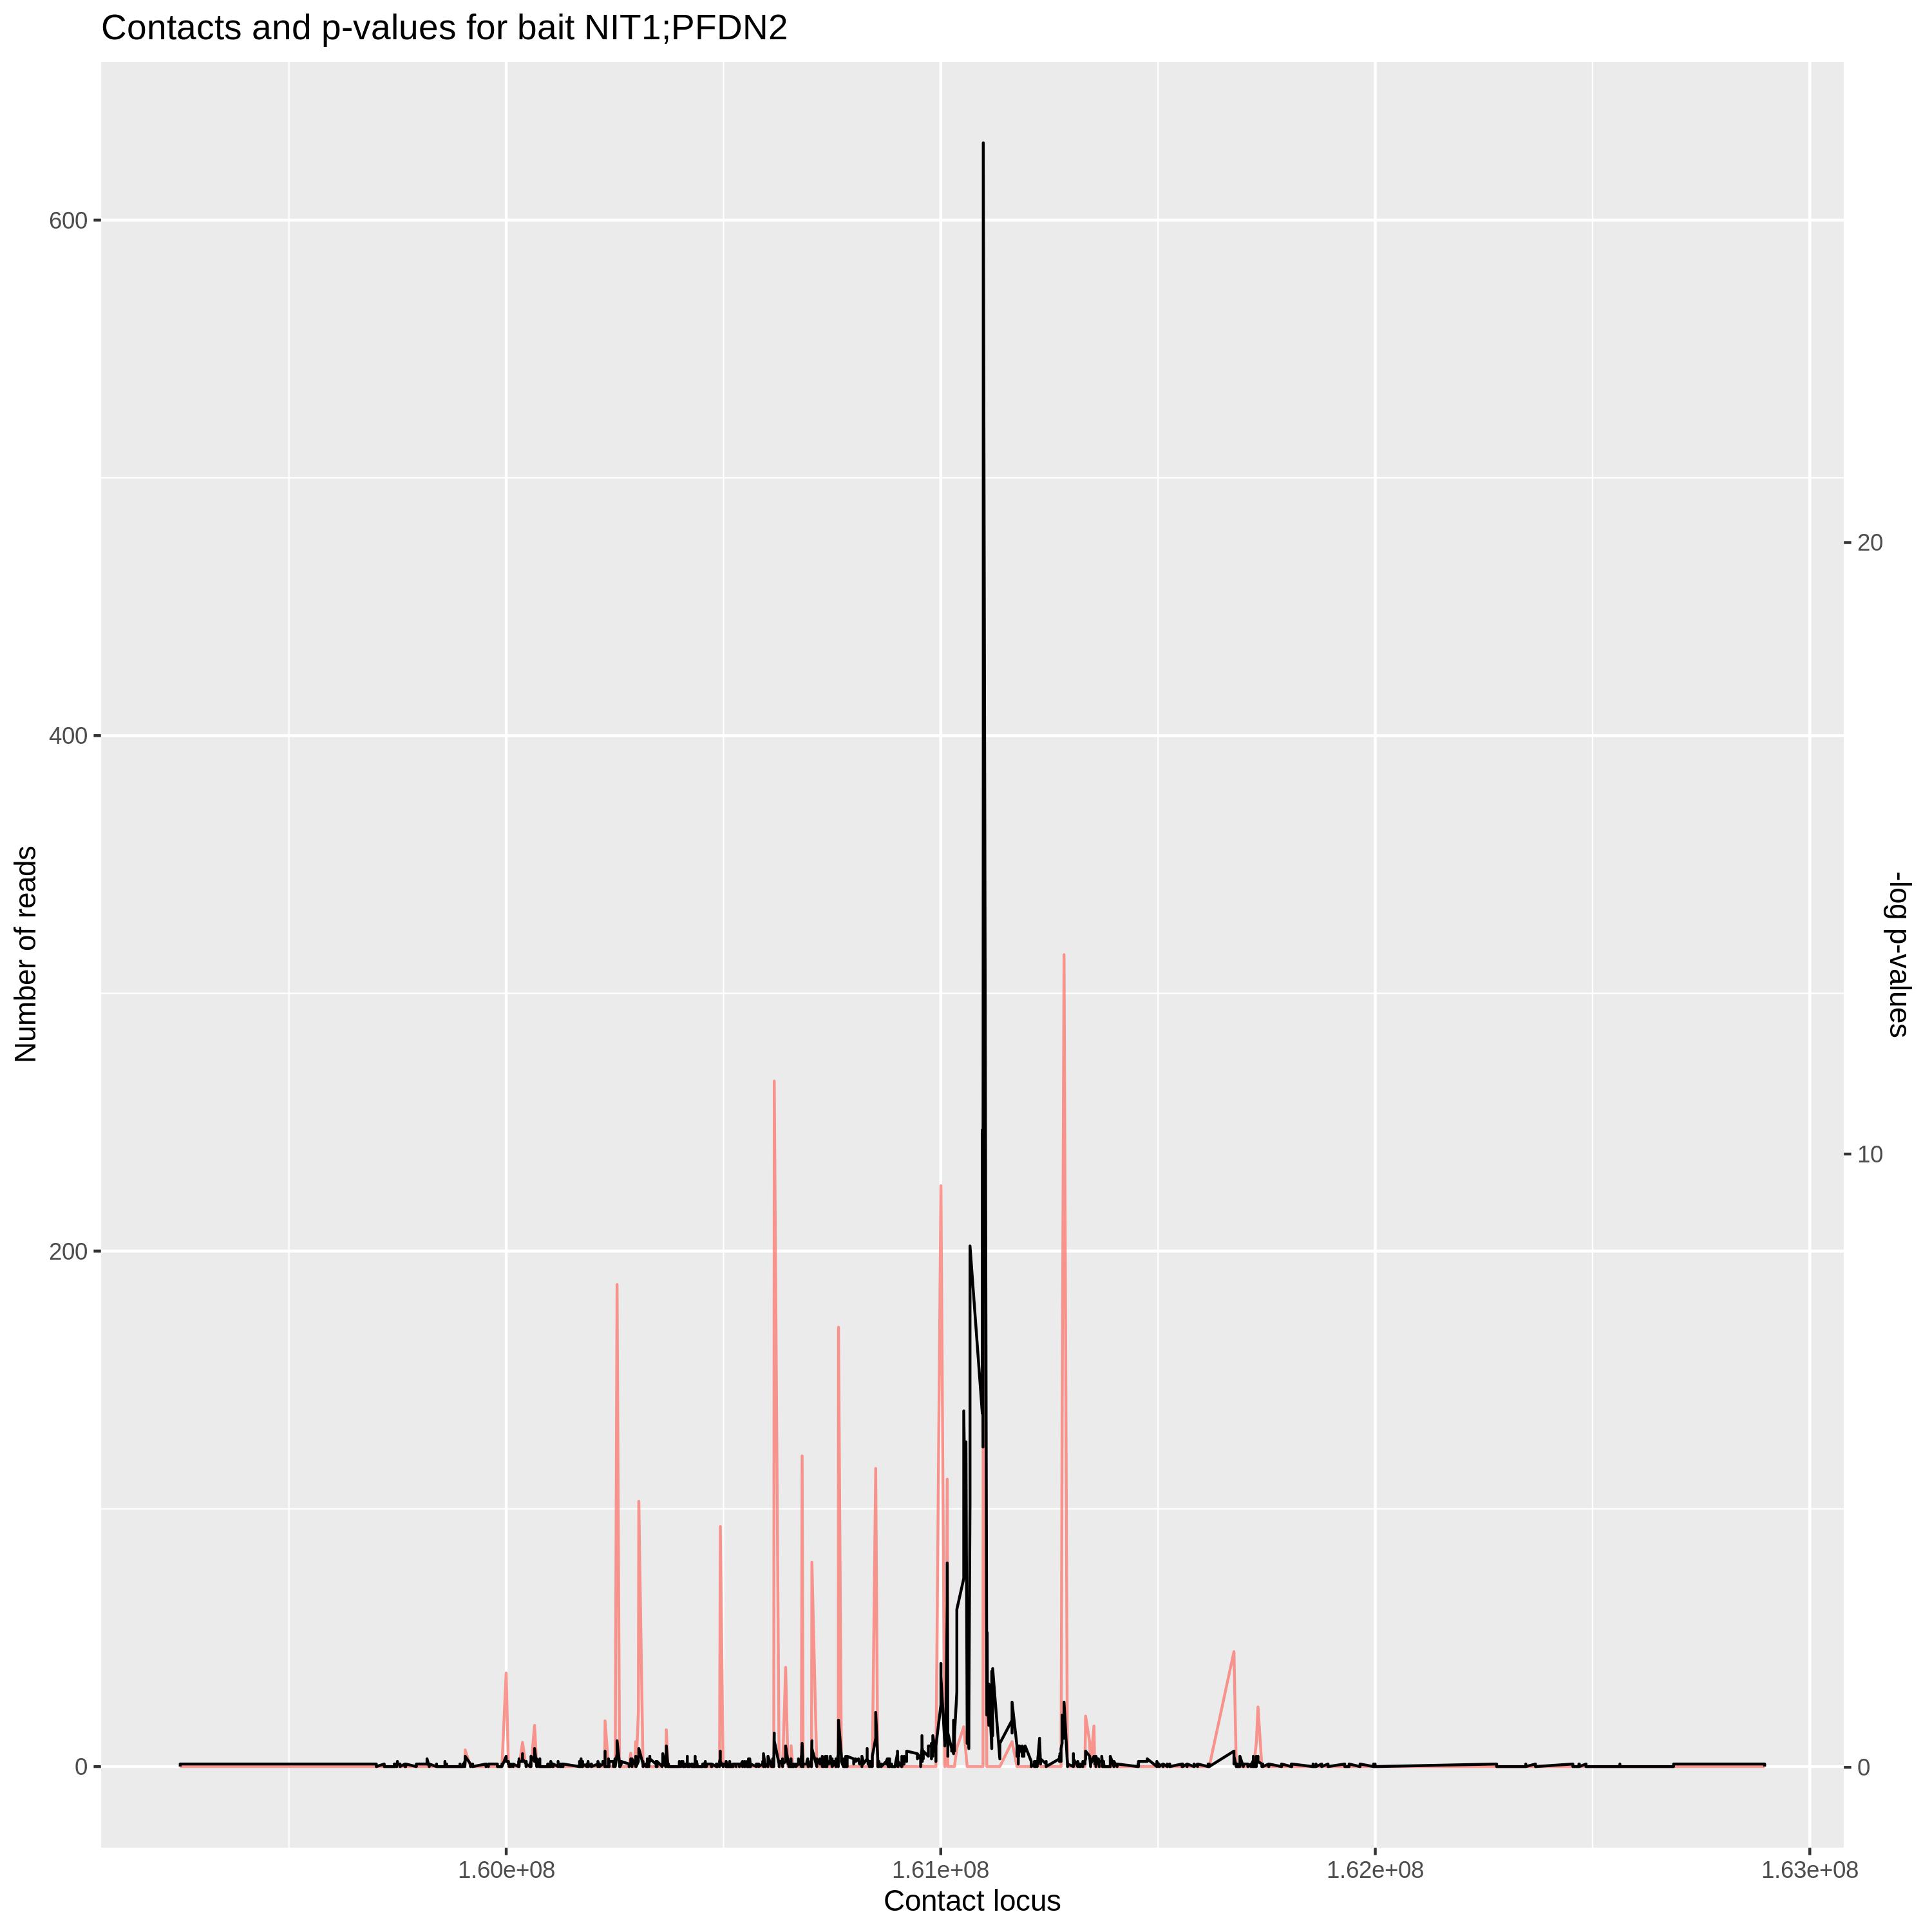 Contacts and p-values for bait NIT1;PFDN2
600
400
200
0
Number of reads
20
10
0
-log p-values
1.60e+08
1.61e+08
1.62e+08
1.63e+08
Contact locus